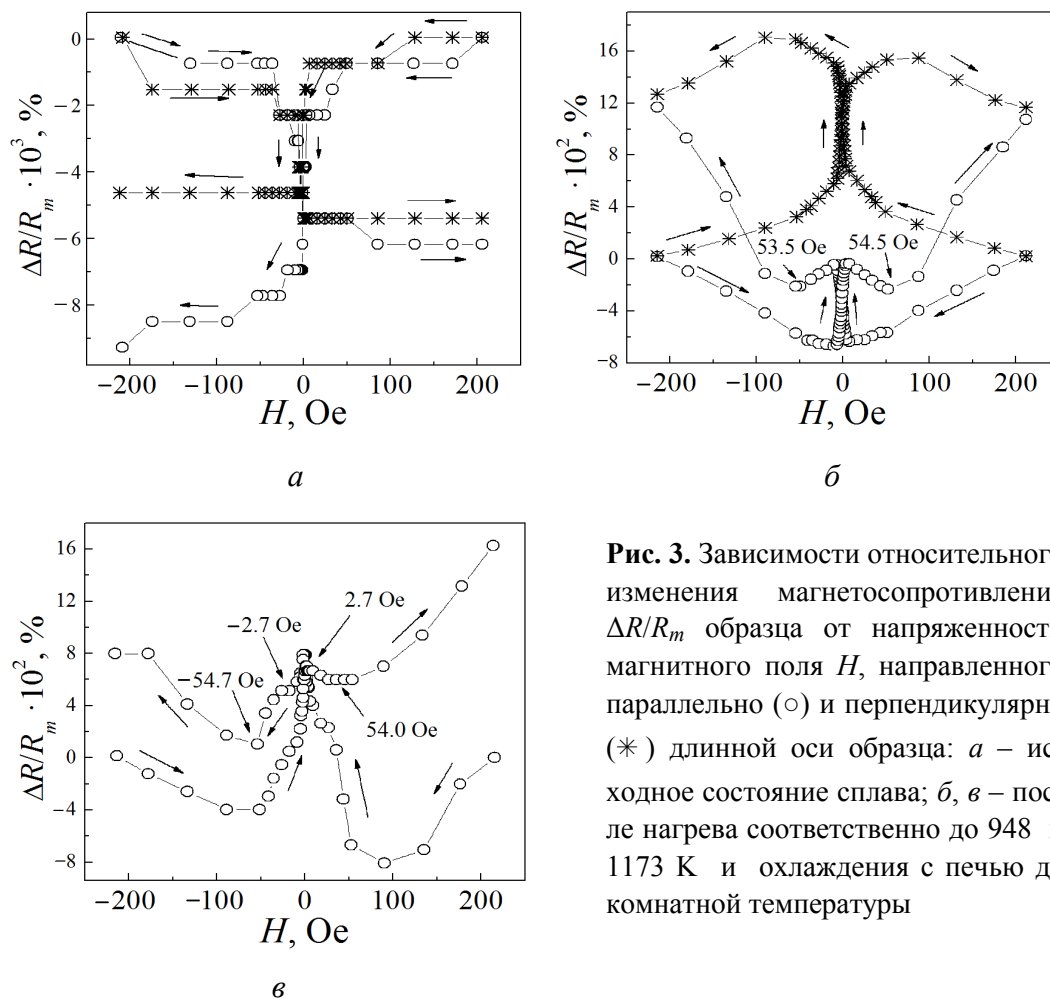 0
−2
−4
−6
−8
ΔR/Rₘ · 10³, %
−200 −100 0 100 200
H, Oe
а
16
12
8
4
0
−4
−8
ΔR/Rₘ · 10², %
53.5 Oe
54.5 Oe
−200 −100 0 100 200
H, Oe
б
16
12
8
4
0
−4
−8
ΔR/Rₘ · 10², %
2.7 Oe
−2.7 Oe
−54.7 Oe
54.0 Oe
−200 −100 0 100 200
H, Oe
в
Рис. 3. Зависимости относительног
изменения магнетосопротивлени
ΔR/Rₘ образца от напряженност
магнитного поля H, направленног
параллельно (○) и перпендикулярн
(✳) длинной оси образца: а – ис
ходное состояние сплава; б, в – пос
ле нагрева соответственно до 948
1173 K и охлаждения с печью д
комнатной температуры